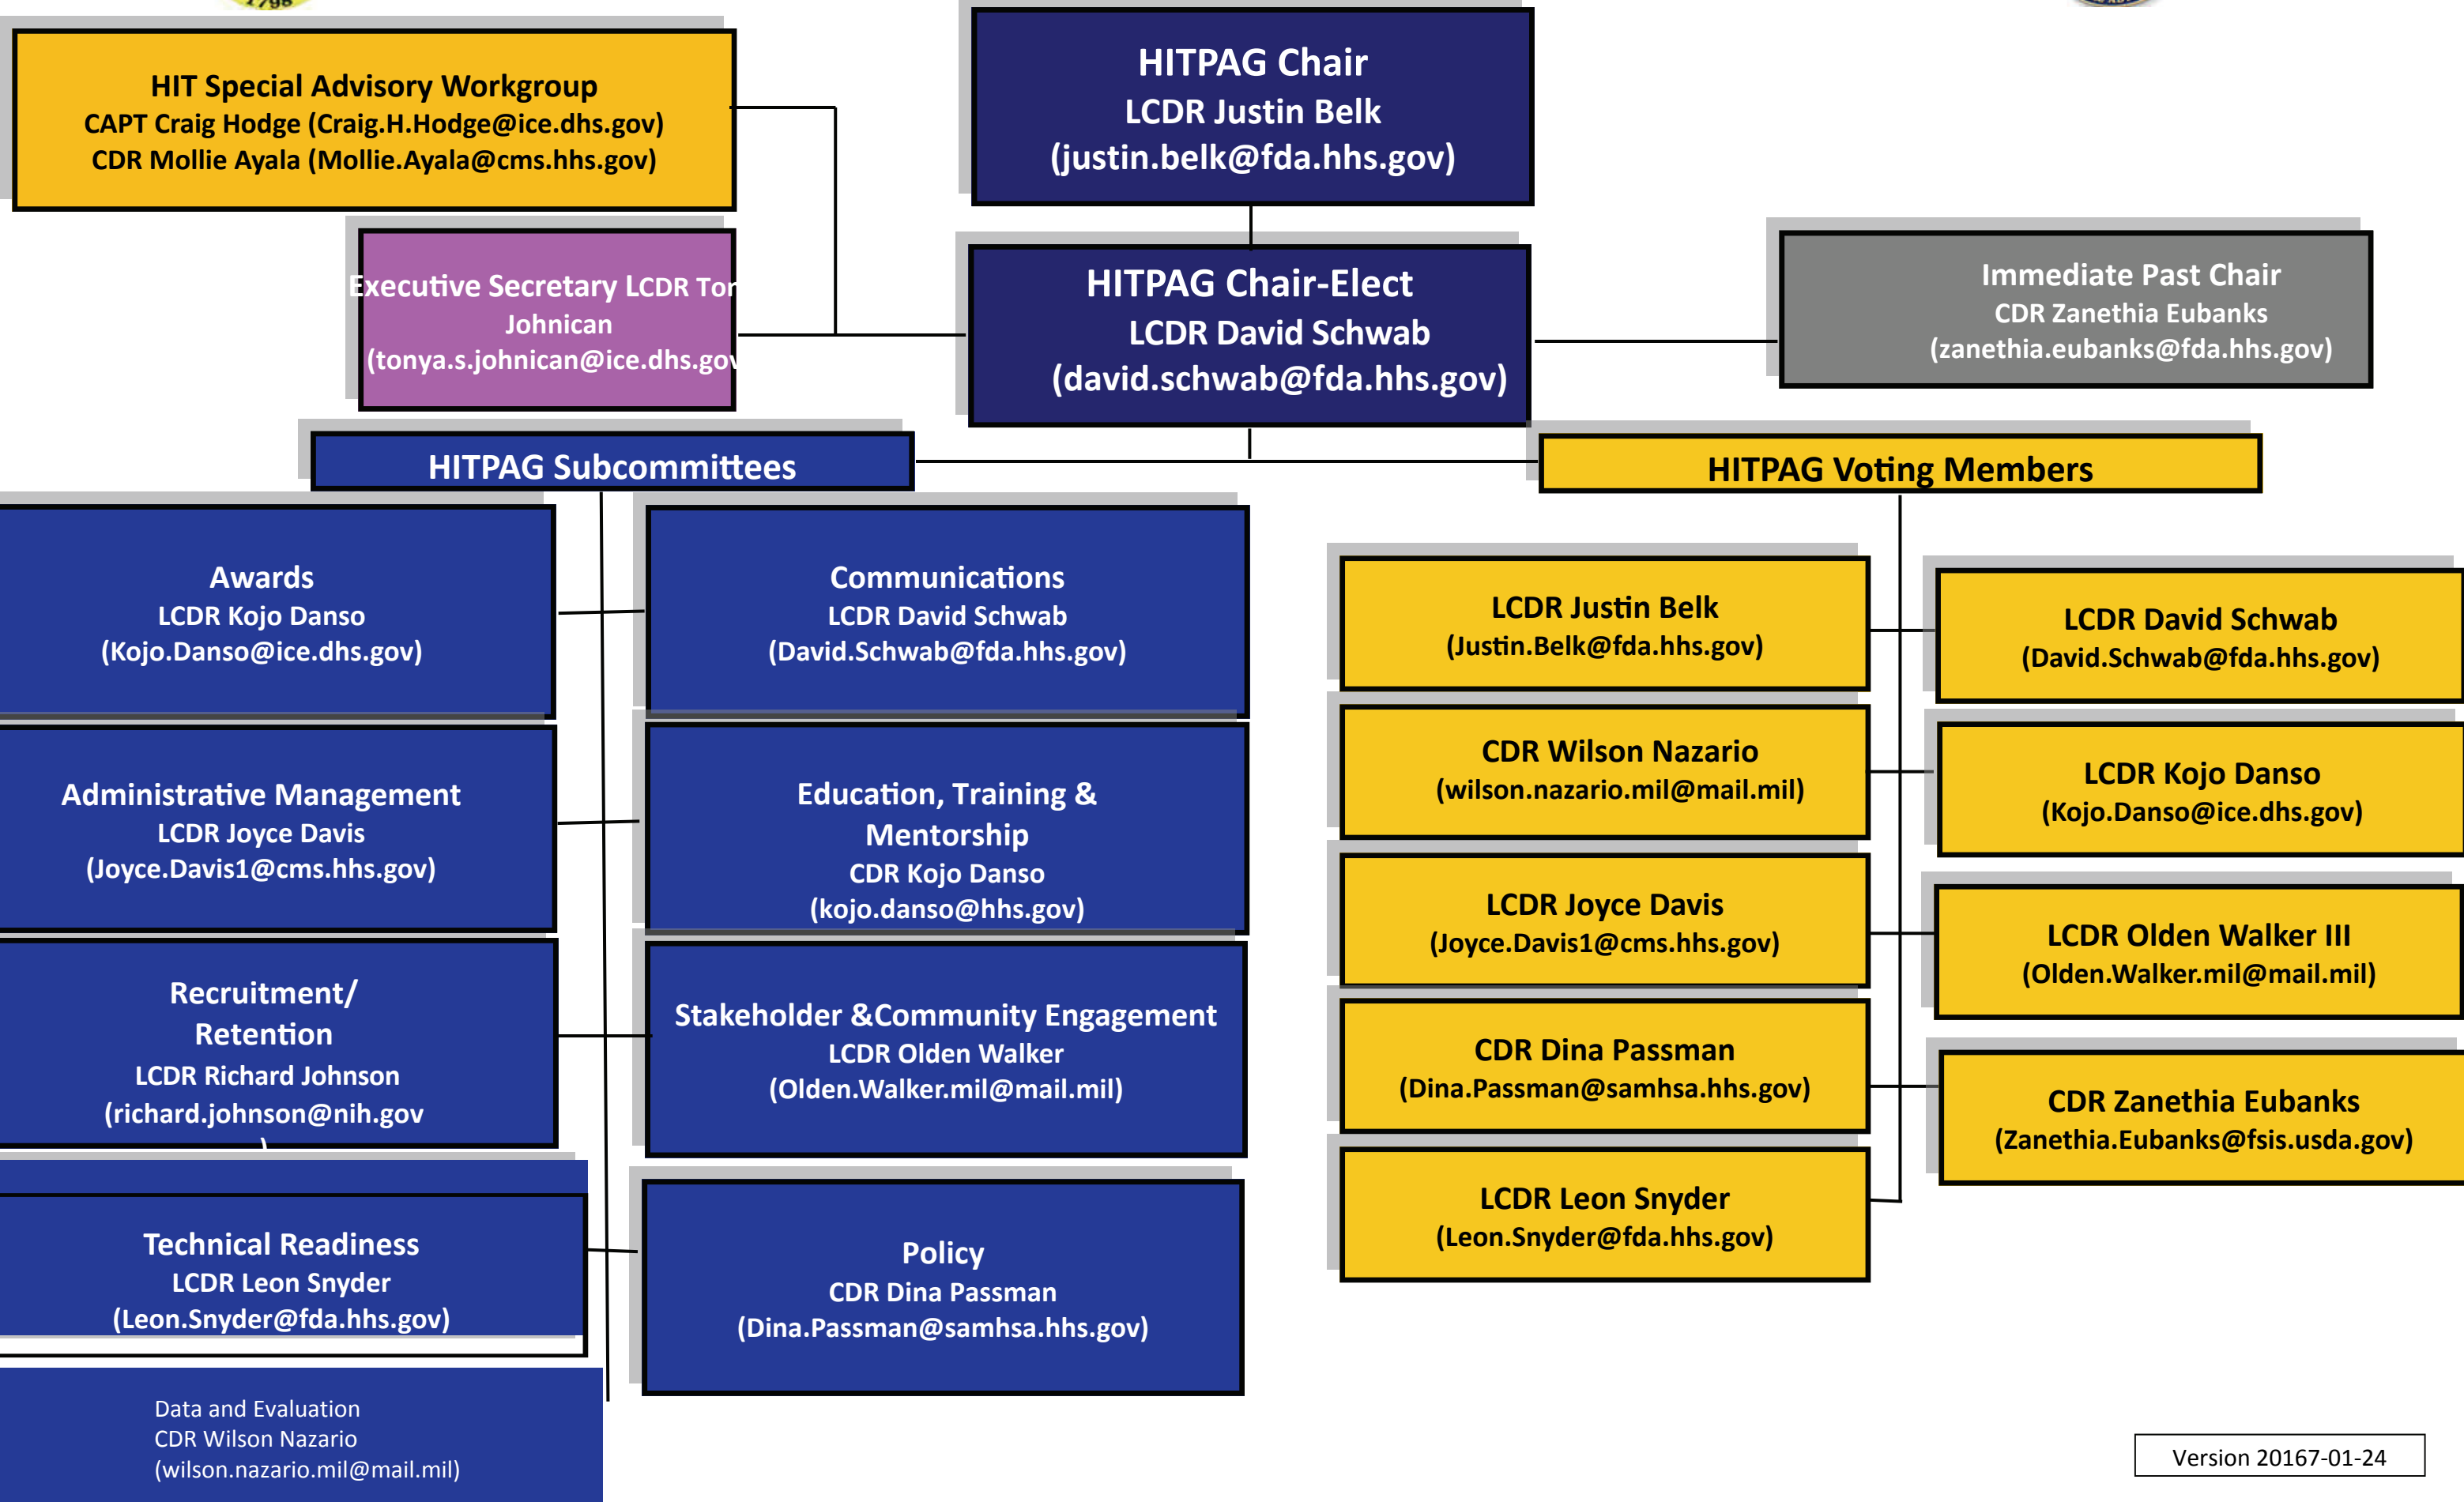 1798
HIT Special Advisory Workgroup
CAPT Craig Hodge (Craig.H.Hodge@ice.dhs.gov)
CDR Mollie Ayala (Mollie.Ayala@cms.hhs.gov)
HITPAG Chair
LCDR Justin Belk
(justin.belk@fda.hhs.gov)
Executive Secretary LCDR Ton
Johnican
(tonya.s.johnican@ice.dhs.gov
HITPAG Chair-Elect
LCDR David Schwab
(david.schwab@fda.hhs.gov)
Immediate Past Chair
CDR Zanethia Eubanks
(zanethia.eubanks@fda.hhs.gov)
HITPAG Subcommittees
HITPAG Voting Members
Awards
LCDR Kojo Danso
(Kojo.Danso@ice.dhs.gov)
Communications
LCDR David Schwab
(David.Schwab@fda.hhs.gov)
Administrative Management
LCDR Joyce Davis
(Joyce.Davis1@cms.hhs.gov)
Education, Training &
Mentorship
CDR Kojo Danso
(kojo.danso@hhs.gov)
Recruitment/
Retention
LCDR Richard Johnson
(richard.johnson@nih.gov
)
Stakeholder &Community Engagement
LCDR Olden Walker
(Olden.Walker.mil@mail.mil)
Technical Readiness
LCDR Leon Snyder
(Leon.Snyder@fda.hhs.gov)
Policy
CDR Dina Passman
(Dina.Passman@samhsa.hhs.gov)
Data and Evaluation
CDR Wilson Nazario
(wilson.nazario.mil@mail.mil)
LCDR Justin Belk
(Justin.Belk@fda.hhs.gov)
LCDR David Schwab
(David.Schwab@fda.hhs.gov)
CDR Wilson Nazario
(wilson.nazario.mil@mail.mil)
LCDR Kojo Danso
(Kojo.Danso@ice.dhs.gov)
LCDR Joyce Davis
(Joyce.Davis1@cms.hhs.gov)
LCDR Olden Walker III
(Olden.Walker.mil@mail.mil)
CDR Dina Passman
(Dina.Passman@samhsa.hhs.gov)
CDR Zanethia Eubanks
(Zanethia.Eubanks@fsis.usda.gov)
LCDR Leon Snyder
(Leon.Snyder@fda.hhs.gov)
Version 20167-01-24